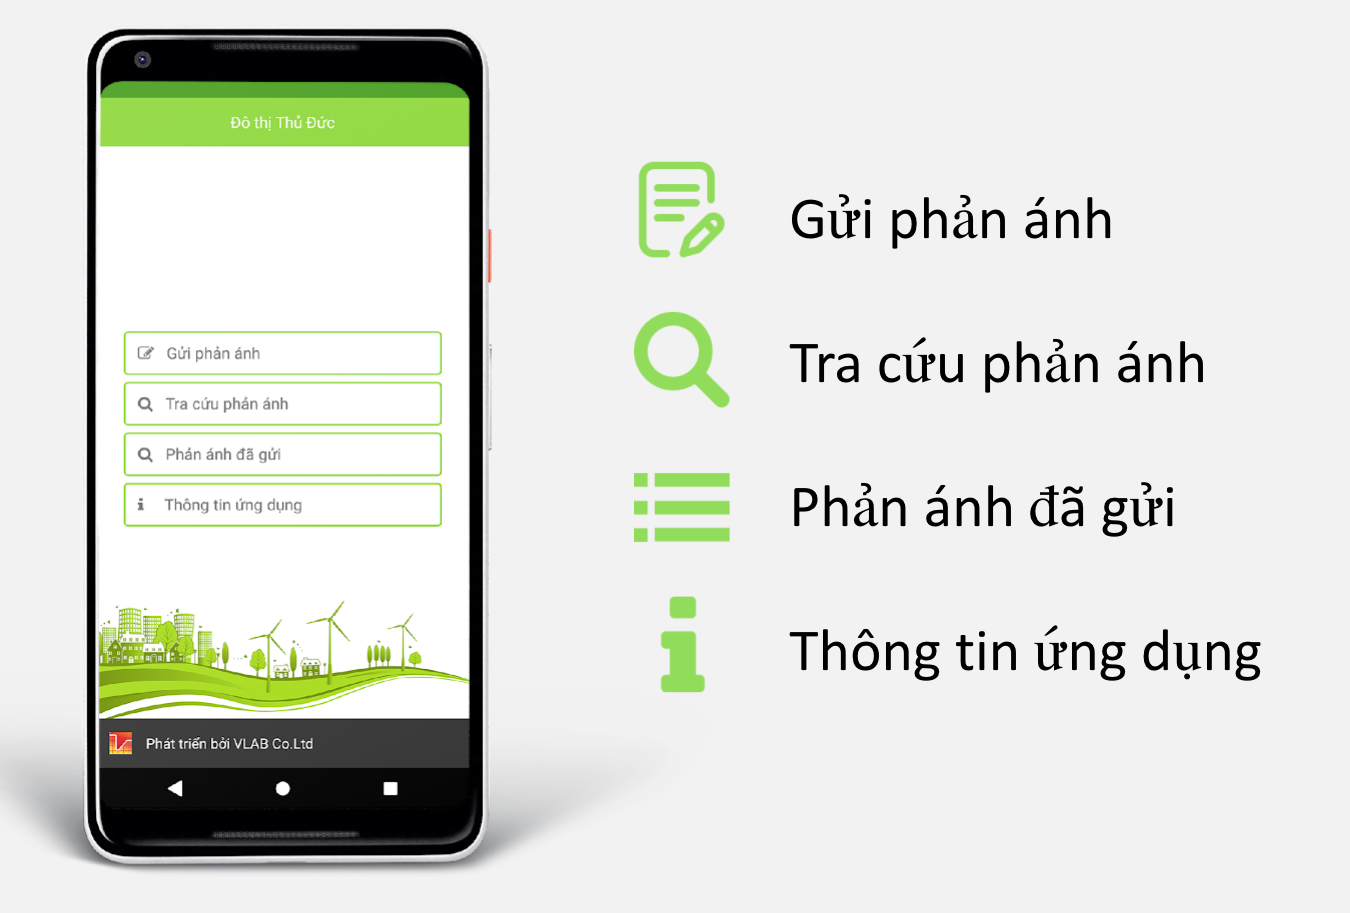 Đô thị Thủ Đức
Gửi phản ánh
Tra cứu phản ánh
Phản ánh đã gửi
Thông tin ứng dụng
Phát triển bởi VLAB Co.Ltd
Gửi phản ánh
Tra cứu phản ánh
Phản ánh đã gửi
Thông tin ứng dụng